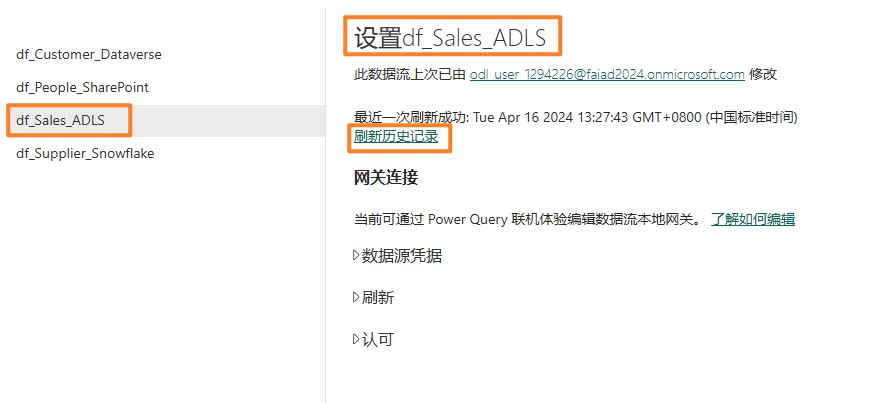 df_Customer_Dataverse
df_People_SharePoint
df_Sales_ADLS
df_Supplier_Snowflake
设置df_Sales_ADLS
此数据流上次已由 odl_user_1294226@faiad2024.onmicrosoft.com 修改
最近一次刷新成功: Tue Apr 16 2024 13:27:43 GMT+0800 (中国标准时间)
刷新历史记录
网关连接
当前可通过 Power Query 联机体验编辑数据流本地网关。 了解如何编辑
数据源凭据
刷新
认可